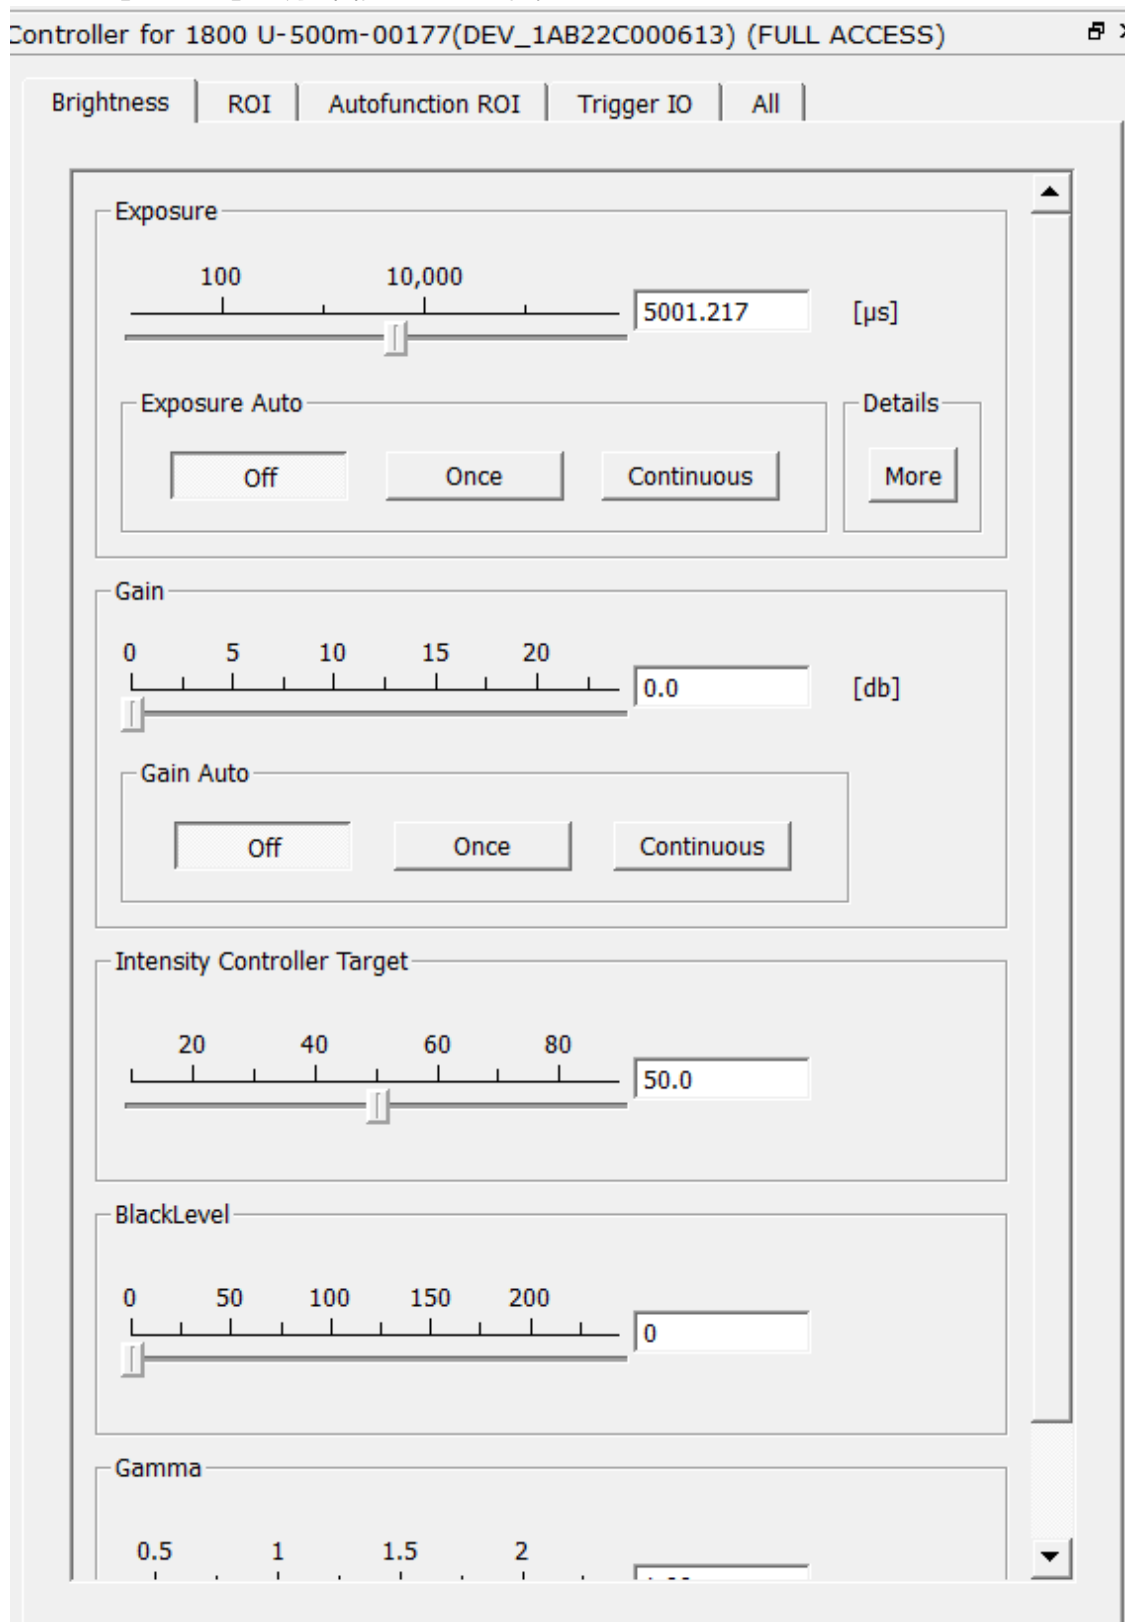 Controller for 1800 U-500m-00177(DEV_1AB22C000613) (FULL ACCESS)
Brightness ROI Autofunction ROI Trigger IO All
Exposure
100 10,000
5001.217 [µs]
Exposure Auto Details
Off Once Continuous More
Gain
0 5 10 15 20
0.0 [db]
Gain Auto
Off Once Continuous
Intensity Controller Target
20 40 60 80
50.0
BlackLevel
0 50 100 150 200
0
Gamma
0.5 1 1.5 2